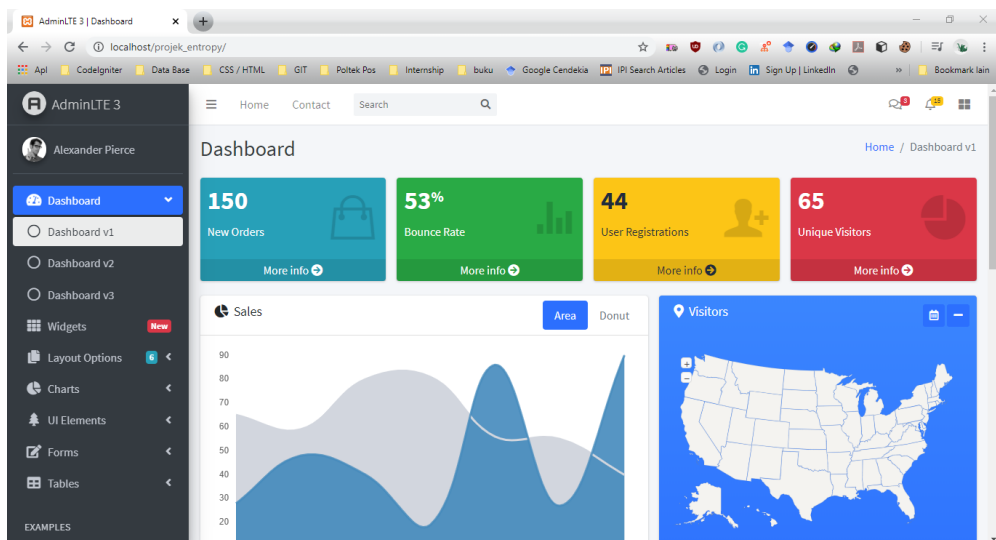 AdminLTE 3 | Dashboard
localhost/projek_entropy/
Apl CodeIgniter Data Base CSS / HTML GIT Poltek Pos Internship buku Google Cendekia IPI IPI Search Articles Login in Sign Up | LinkedIn » Bookmark lain
AdminLTE 3
Home Contact Search 3 15
Alexander Pierce
Dashboard
Home / Dashboard v1
Dashboard
Dashboard v1
Dashboard v2
Dashboard v3
Widgets New
Layout Options 6
Charts
UI Elements
Forms
Tables
EXAMPLES
150
New Orders
More info
53%
Bounce Rate
More info
44
User Registrations
More info
65
Unique Visitors
More info
Sales
Area Donut
90
80
70
60
50
40
30
20
Visitors
+
−